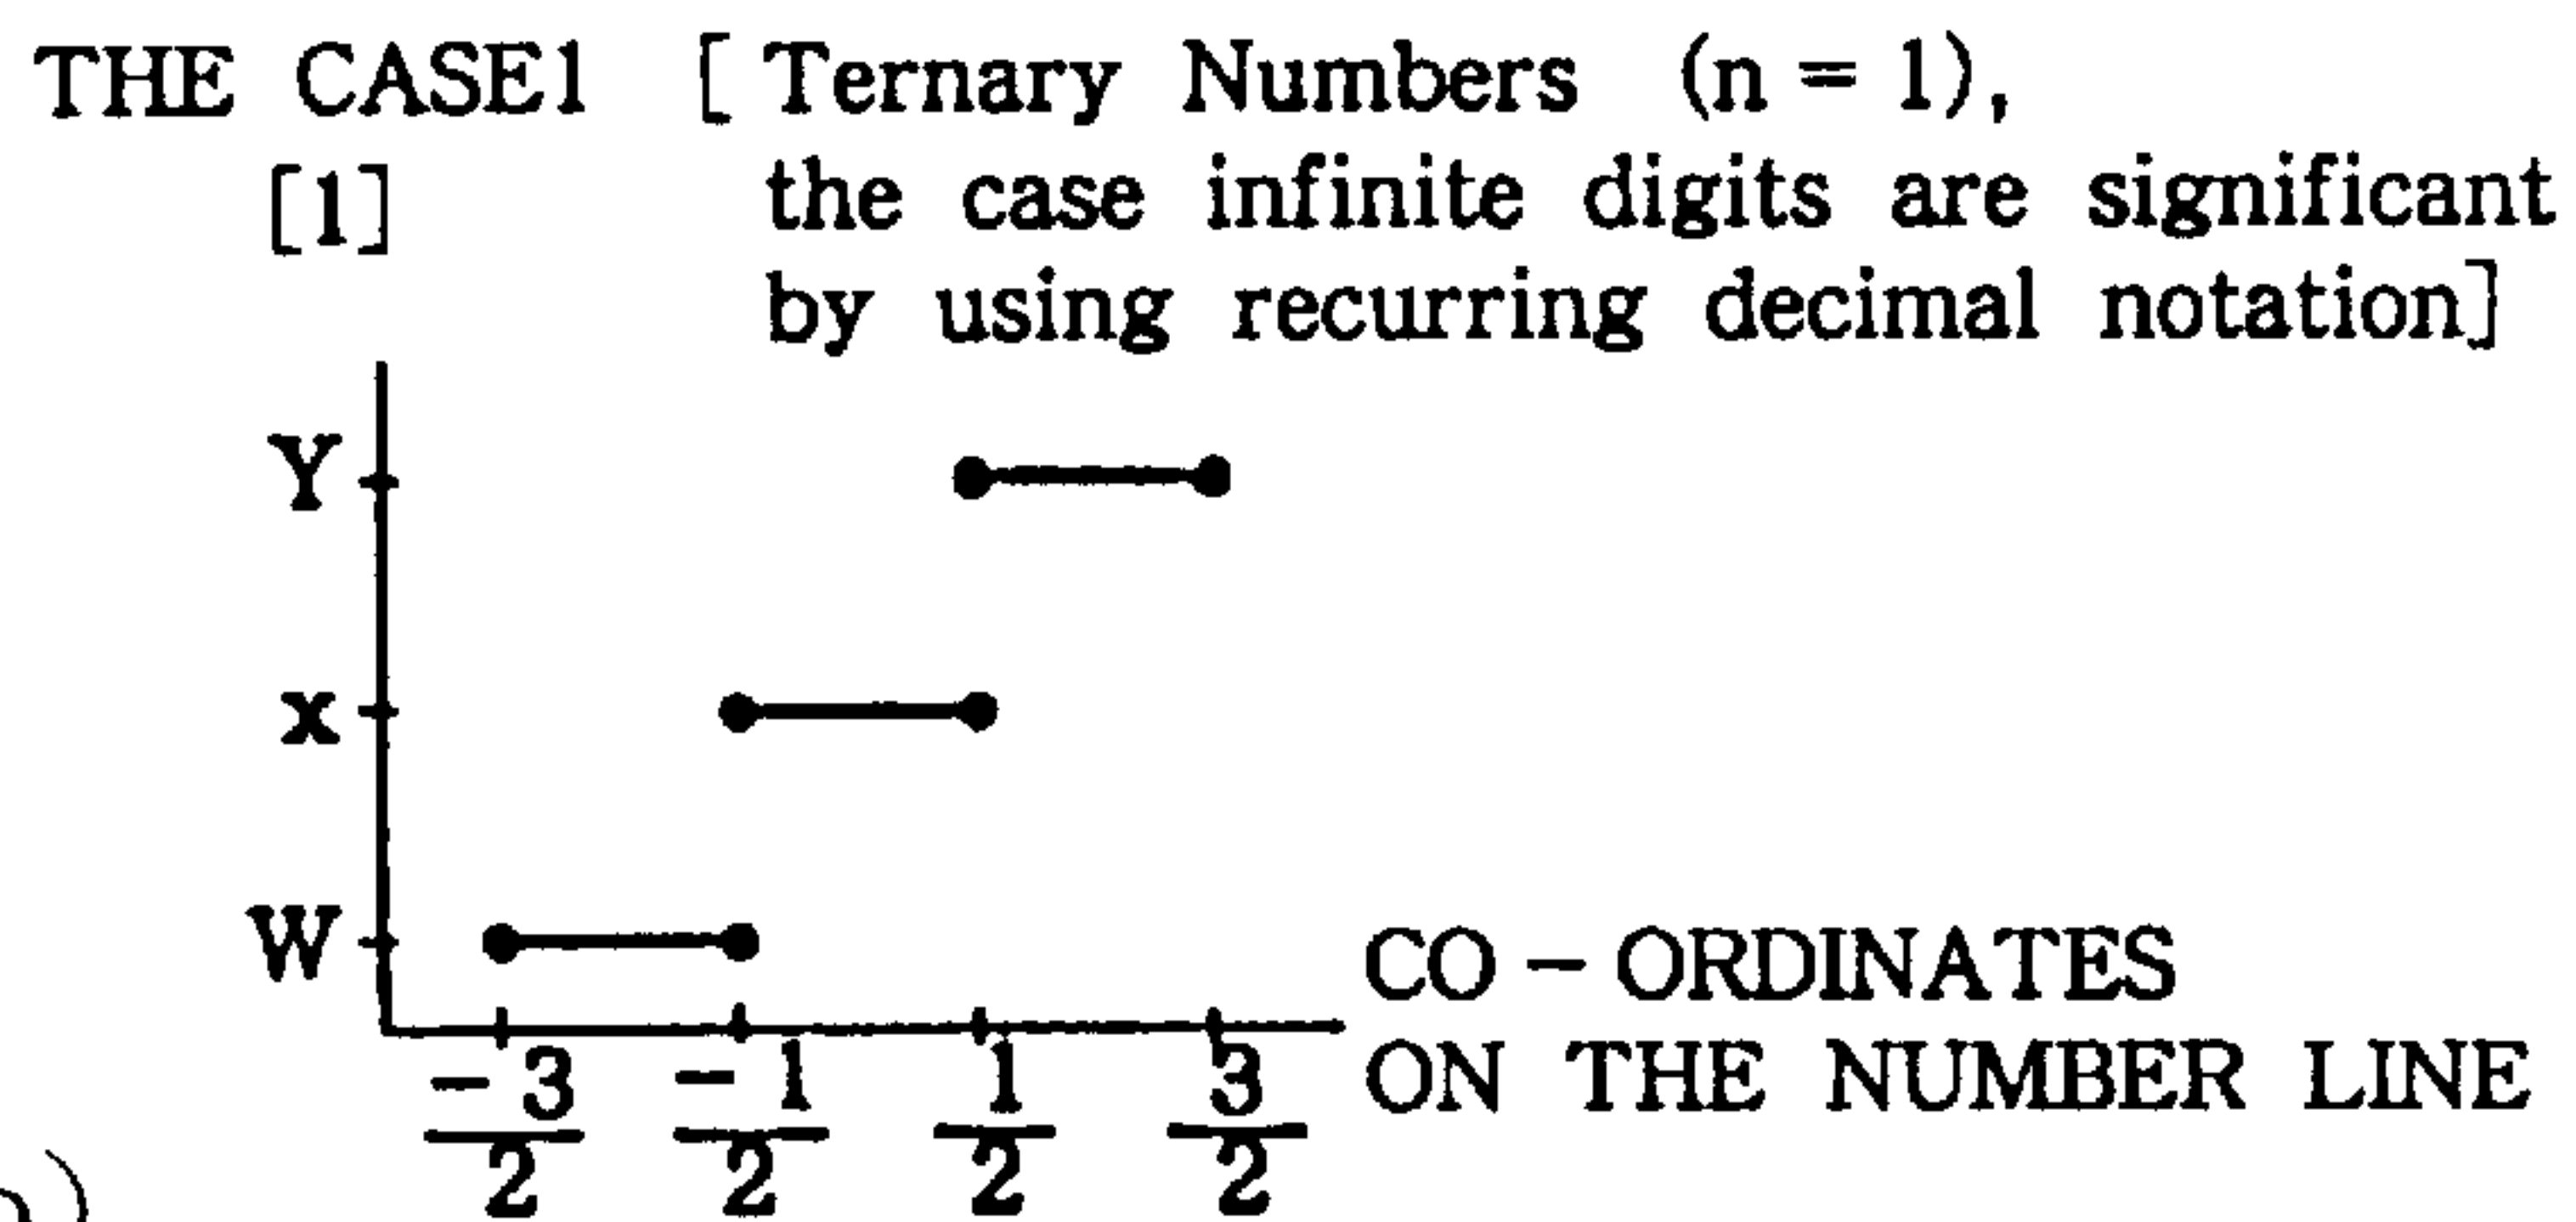 THE CASE1 [ Ternary Numbers (n = 1),
[1] the case infinite digits are significant
by using recurring decimal notation]
Y
x
W
CO - ORDINATES
ON THE NUMBER LINE
-3/2 -1/2 1/2 3/2